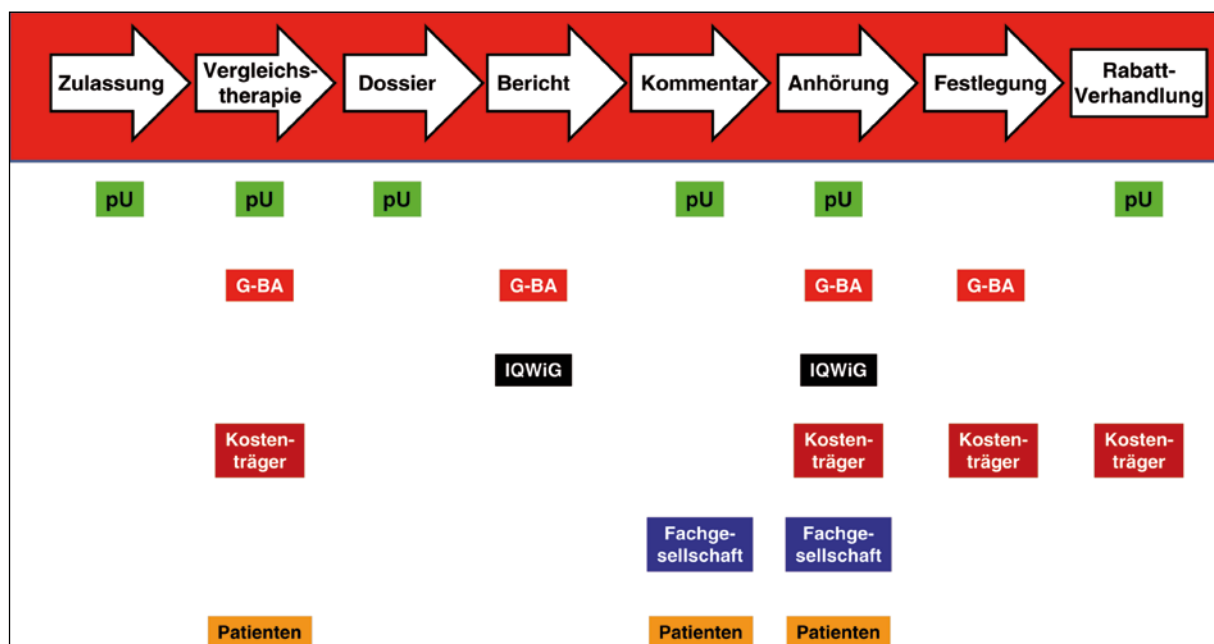 Zulassung
Vergleichs-
therapie
Dossier
Bericht
Kommentar
Anhörung
Festlegung
Rabatt-
Verhandlung
pU
pU
pU
pU
pU
pU
G-BA
G-BA
G-BA
G-BA
IQWiG
IQWiG
Kosten-
träger
Kosten-
träger
Kosten-
träger
Kosten-
träger
Fachge-
sellschaft
Fachge-
sellschaft
Patienten
Patienten
Patienten